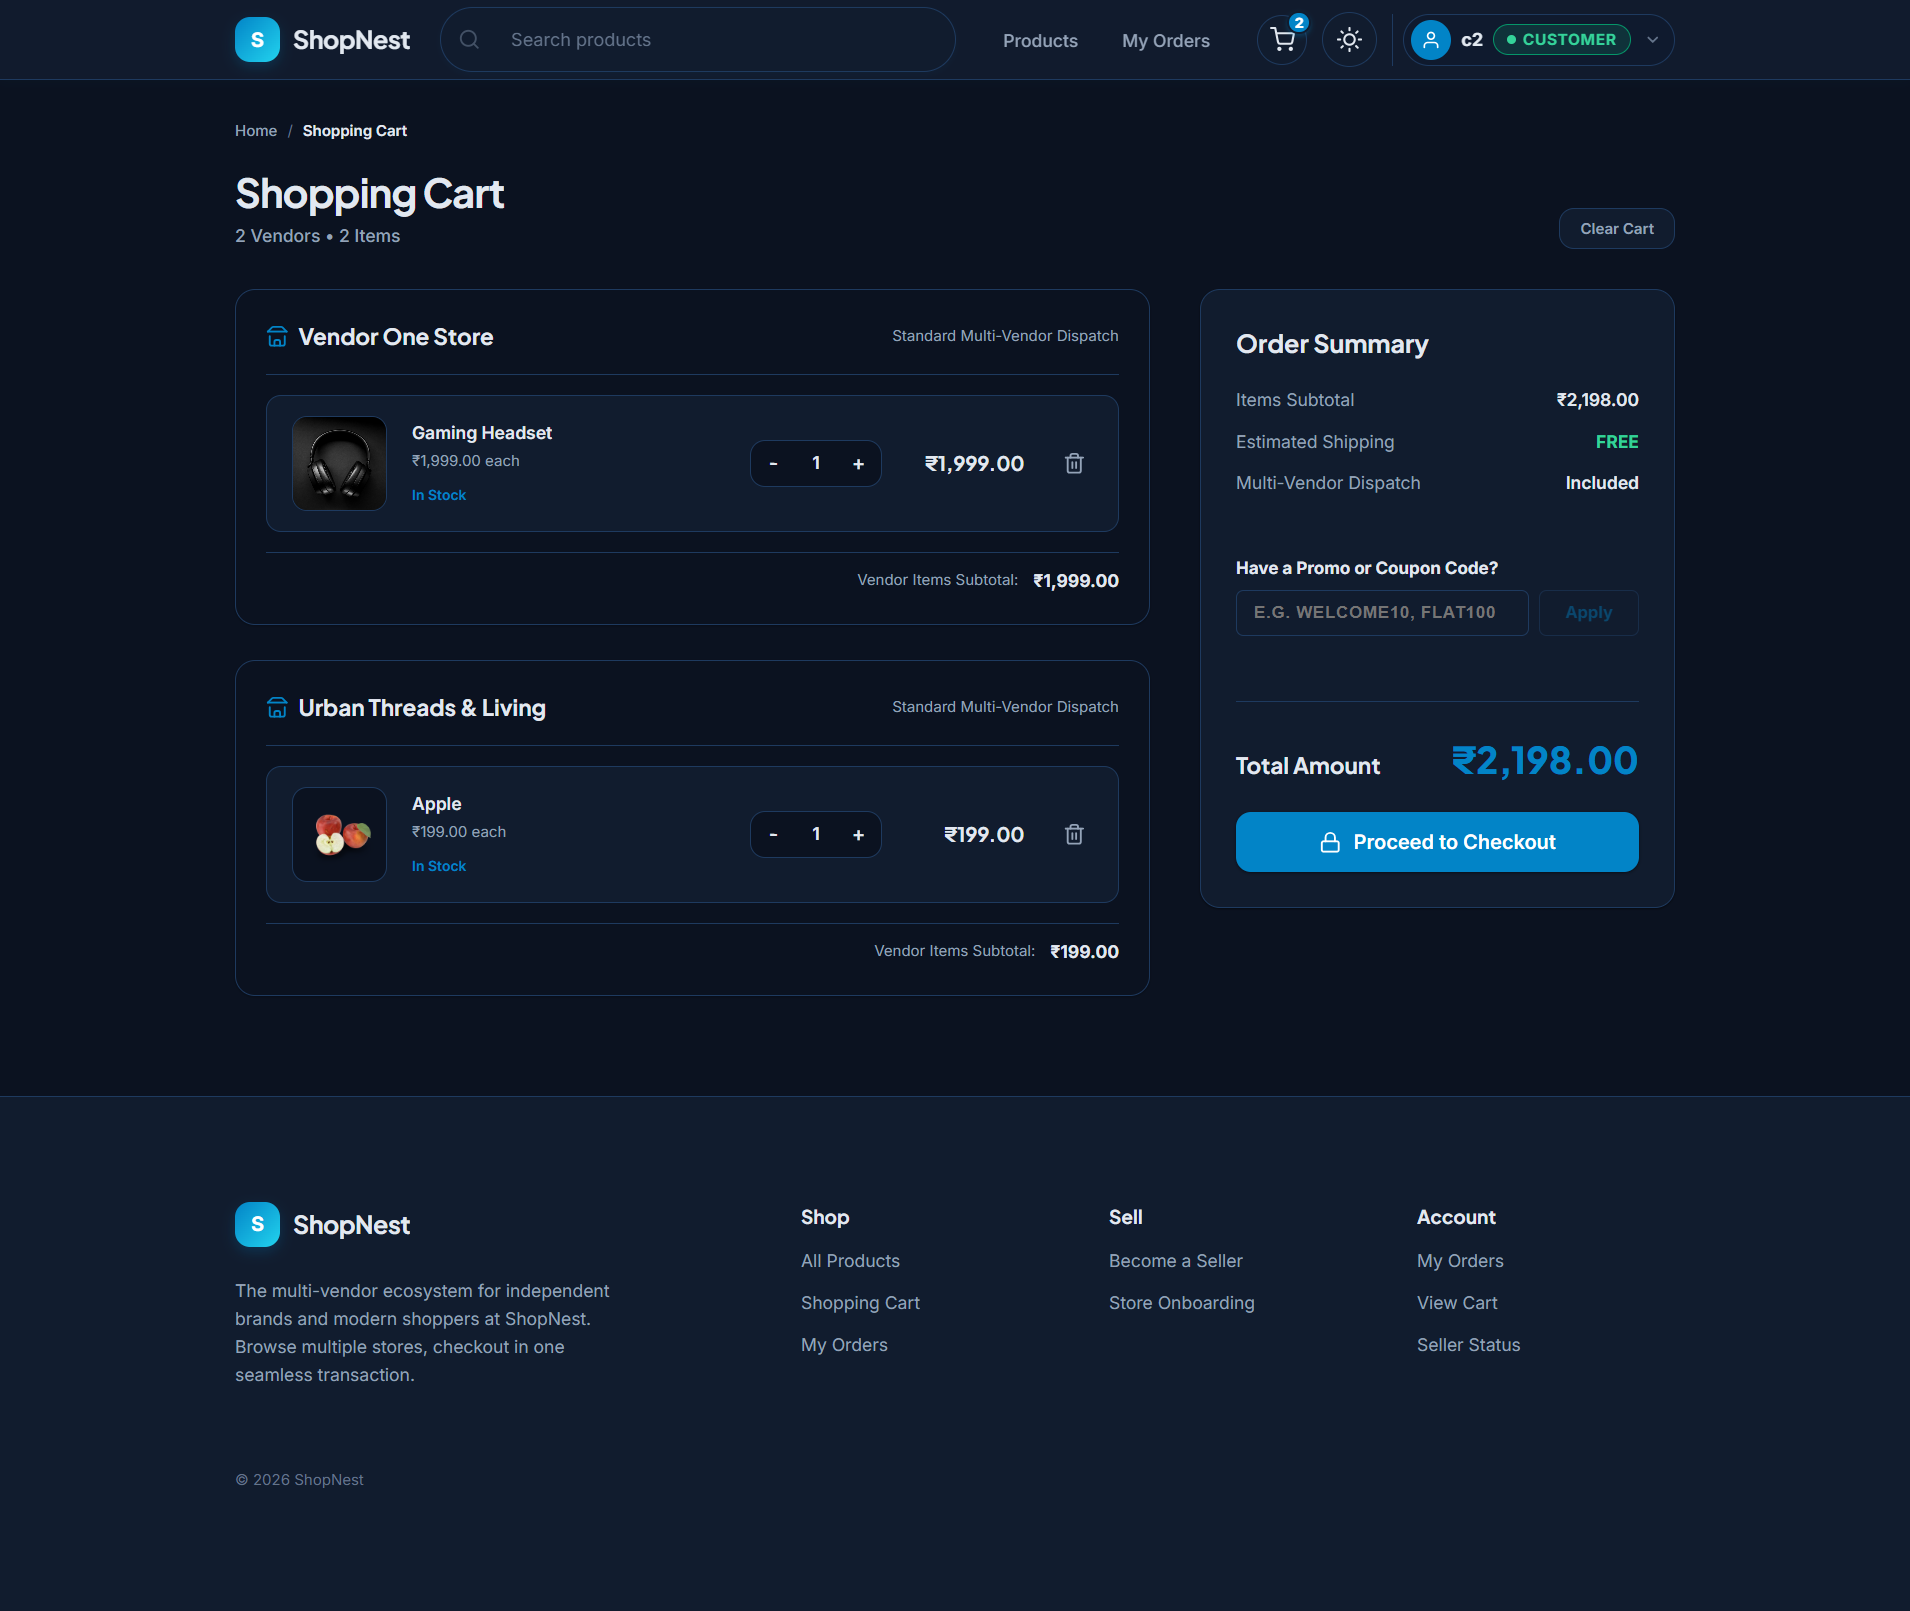 S ShopNest
Search products
Products
My Orders
2
c2
CUSTOMER
Home / Shopping Cart
Shopping Cart
2 Vendors • 2 Items
Clear Cart
Vendor One Store
Standard Multi-Vendor Dispatch
Gaming Headset
₹1,999.00 each
In Stock
- 1 +
₹1,999.00
Vendor Items Subtotal: ₹1,999.00
Urban Threads & Living
Standard Multi-Vendor Dispatch
Apple
₹199.00 each
In Stock
- 1 +
₹199.00
Vendor Items Subtotal: ₹199.00
Order Summary
Items Subtotal ₹2,198.00
Estimated Shipping FREE
Multi-Vendor Dispatch Included
Have a Promo or Coupon Code?
E.G. WELCOME10, FLAT100
Apply
Total Amount ₹2,198.00
Proceed to Checkout
S ShopNest
The multi-vendor ecosystem for independent
brands and modern shoppers at ShopNest.
Browse multiple stores, checkout in one
seamless transaction.
Shop
All Products
Shopping Cart
My Orders
Sell
Become a Seller
Store Onboarding
Account
My Orders
View Cart
Seller Status
© 2026 ShopNest